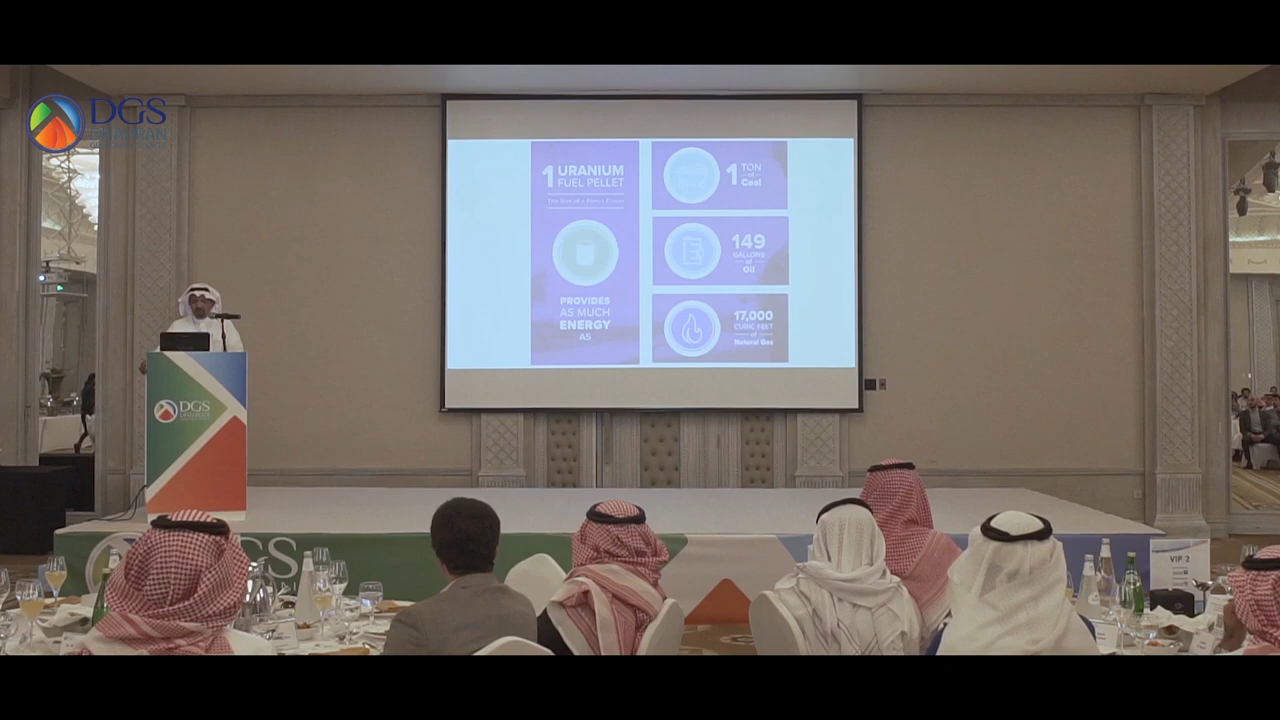 DGS
DHAHRAN
1 URANIUM
FUEL PELLET
The Size of a Pencil Eraser
PROVIDES
AS MUCH
ENERGY
AS
1 TON
of
Coal
149
GALLONS
of
Oil
17,000
CUBIC FEET
of
Natural Gas
DGS
VIP 2